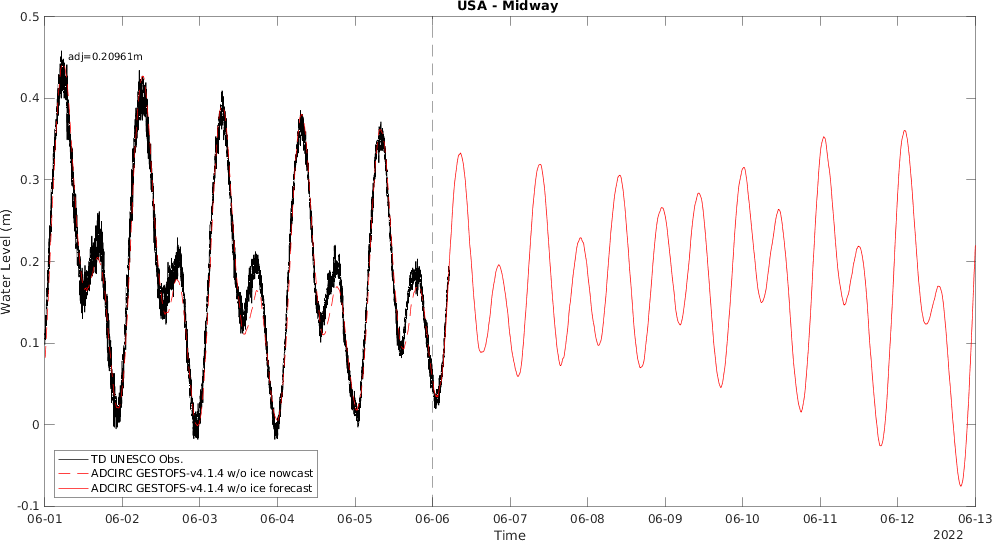 USA - Midway
adj=0.20961m
Water Level (m)
0.5
0.4
0.3
0.2
0.1
0
-0.1
TD UNESCO Obs.
ADCIRC GESTOFS-v4.1.4 w/o ice nowcast
ADCIRC GESTOFS-v4.1.4 w/o ice forecast
06-01 06-02 06-03 06-04 06-05 06-06 06-07 06-08 06-09 06-10 06-11 06-12 06-13
Time
2022